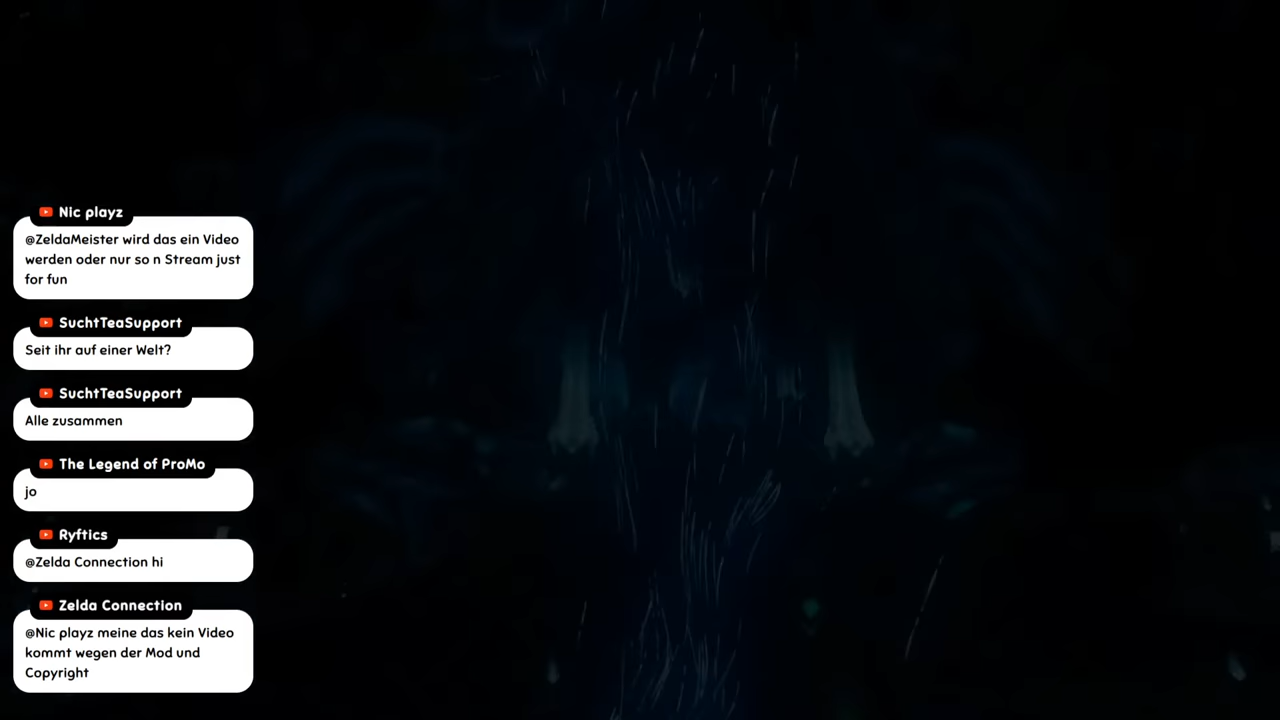 Nic playz
@ZeldaMeister wird das ein Video
werden oder nur so n Stream just
for fun
SuchtTeaSupport
Seit ihr auf einer Welt?
SuchtTeaSupport
Alle zusammen
The Legend of ProMo
jo
Ryftics
@Zelda Connection hi
Zelda Connection
@Nic playz meine das kein Video
kommt wegen der Mod und
Copyright